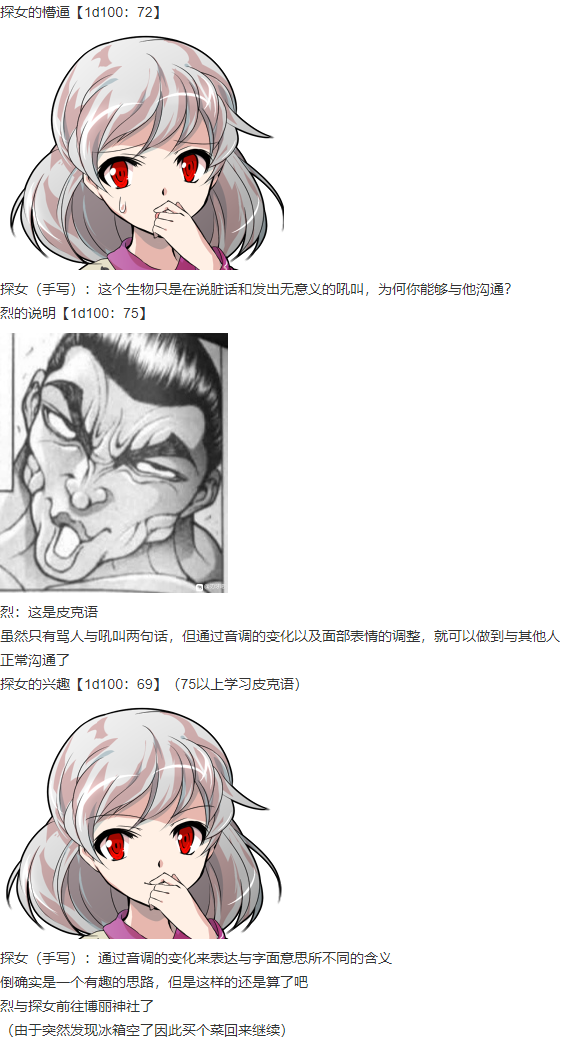 探女的懵逼【1d100：72】
探女（手写）：这个生物只是在说脏话和发出无意义的吼叫，为何你能够与他沟通？
烈的说明【1d100：75】
烈：这是皮克语
虽然只有骂人与吼叫两句话，但通过音调的变化以及面部表情的调整，就可以做到与其他人
正常沟通了
探女的兴趣【1d100：69】（75以上学习皮克语）
探女（手写）：通过音调的变化来表达与字面意思所不同的含义
倒确实是一个有趣的思路，但是这样的还是算了吧
烈与探女前往博丽神社了
（由于突然发现冰箱空了因此买个菜回来继续）